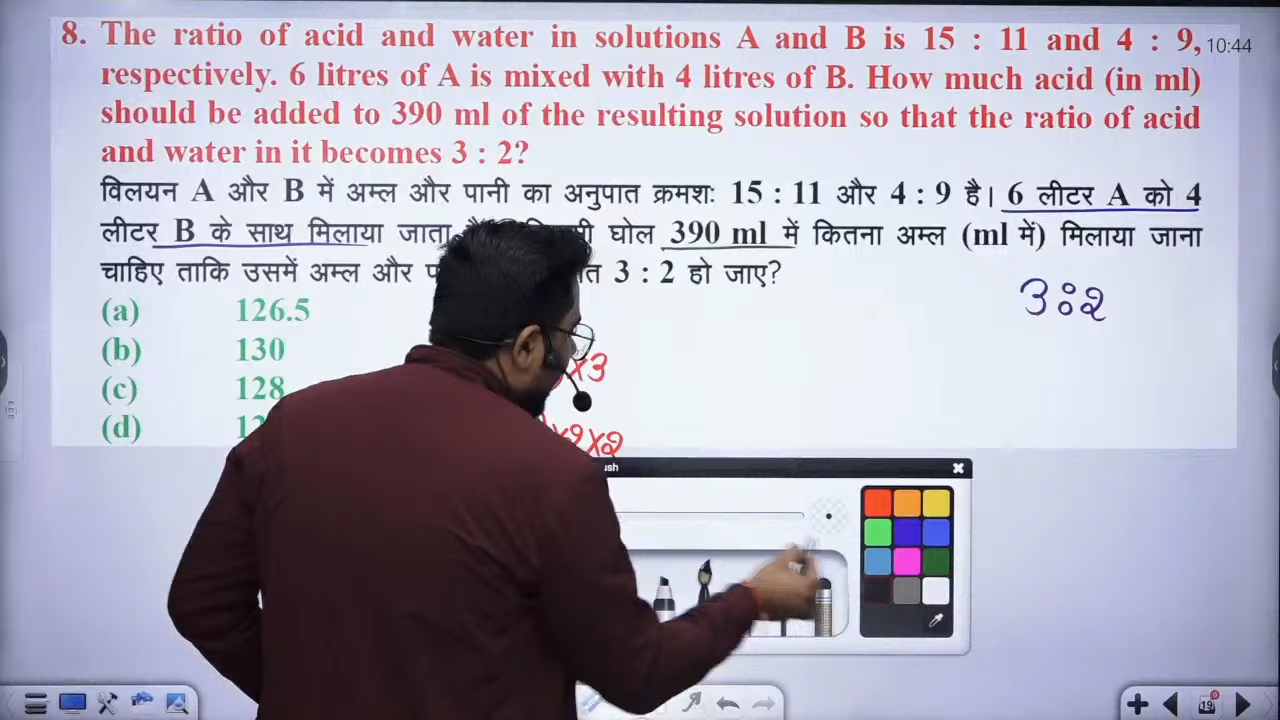 8. The ratio of acid and water in solutions A and B is 15 : 11 and 4 : 9,
10:44
respectively. 6 litres of A is mixed with 4 litres of B. How much acid (in ml)
should be added to 390 ml of the resulting solution so that the ratio of acid
and water in it becomes 3 : 2?
विलयन A और B में अम्ल और पानी का अनुपात क्रमशः 15 : 11 और 4 : 9 है। 6 लीटर A को 4
लीटर B के साथ मिलाया जाता घोल 390 ml में कितना अम्ल (ml में) मिलाया जाना
चाहिए ताकि उसमें अम्ल और 3 : 2 हो जाए?
3:2
(a) 126.5
(b) 130
×3
(c) 128
(d)
×2×2
19